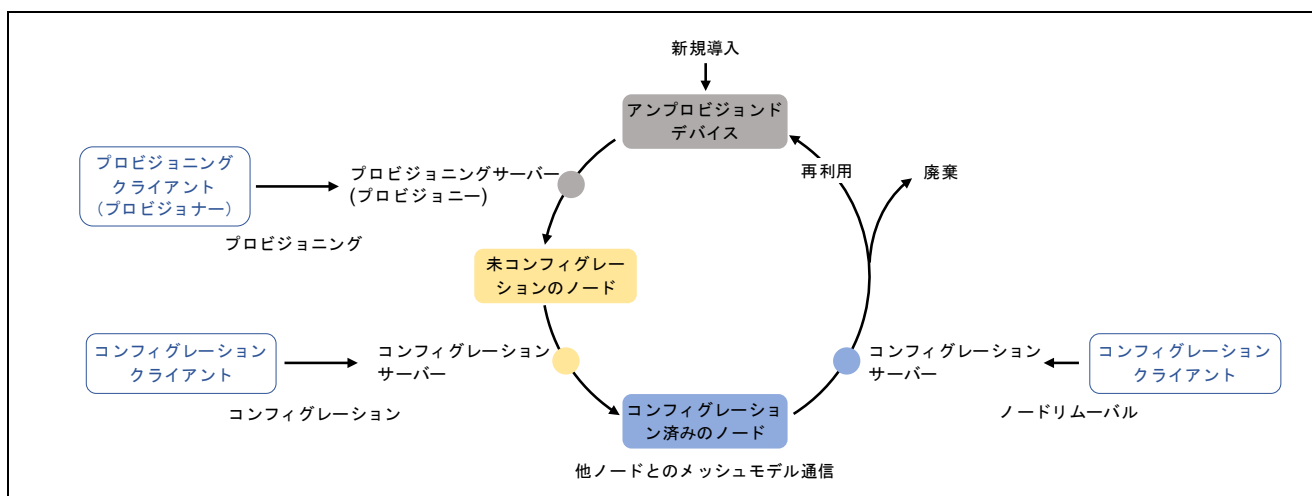 新規導入
アンプロビジョンド
デバイス
プロビジョニング
クライアント
（プロビジョナー）
プロビジョニングサーバー
(プロビジョニー)
プロビジョニング
再利用
廃棄
未コンフィグレー
ションのノード
コンフィグレーション
クライアント
コンフィグレーション
サーバー
コンフィグレーション
コンフィグレーション
サーバー
コンフィグレーション
クライアント
ノードリムーバル
コンフィグレーショ
ン済みのノード
他ノードとのメッシュモデル通信